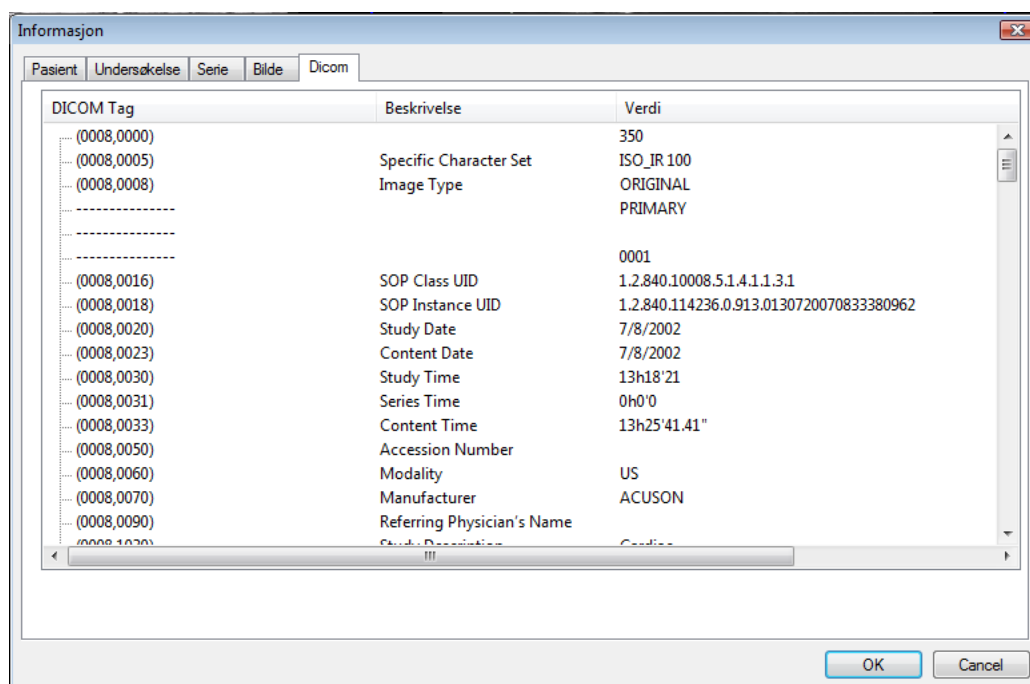 Informasjon
Pasient Undersøkelse Serie Bilde Dicom
DICOM Tag Beskrivelse Verdi
(0008,0000) 350
(0008,0005) Specific Character Set ISO_IR 100
(0008,0008) Image Type ORIGINAL
--------------- PRIMARY
---------------
--------------- 0001
(0008,0016) SOP Class UID 1.2.840.10008.5.1.4.1.1.3.1
(0008,0018) SOP Instance UID 1.2.840.114236.0.913.0130720070833380962
(0008,0020) Study Date 7/8/2002
(0008,0023) Content Date 7/8/2002
(0008,0030) Study Time 13h18'21
(0008,0031) Series Time 0h0'0
(0008,0033) Content Time 13h25'41.41"
(0008,0050) Accession Number
(0008,0060) Modality US
(0008,0070) Manufacturer ACUSON
(0008,0090) Referring Physician's Name
(0008,1030) Study Description Cardiac
OK Cancel